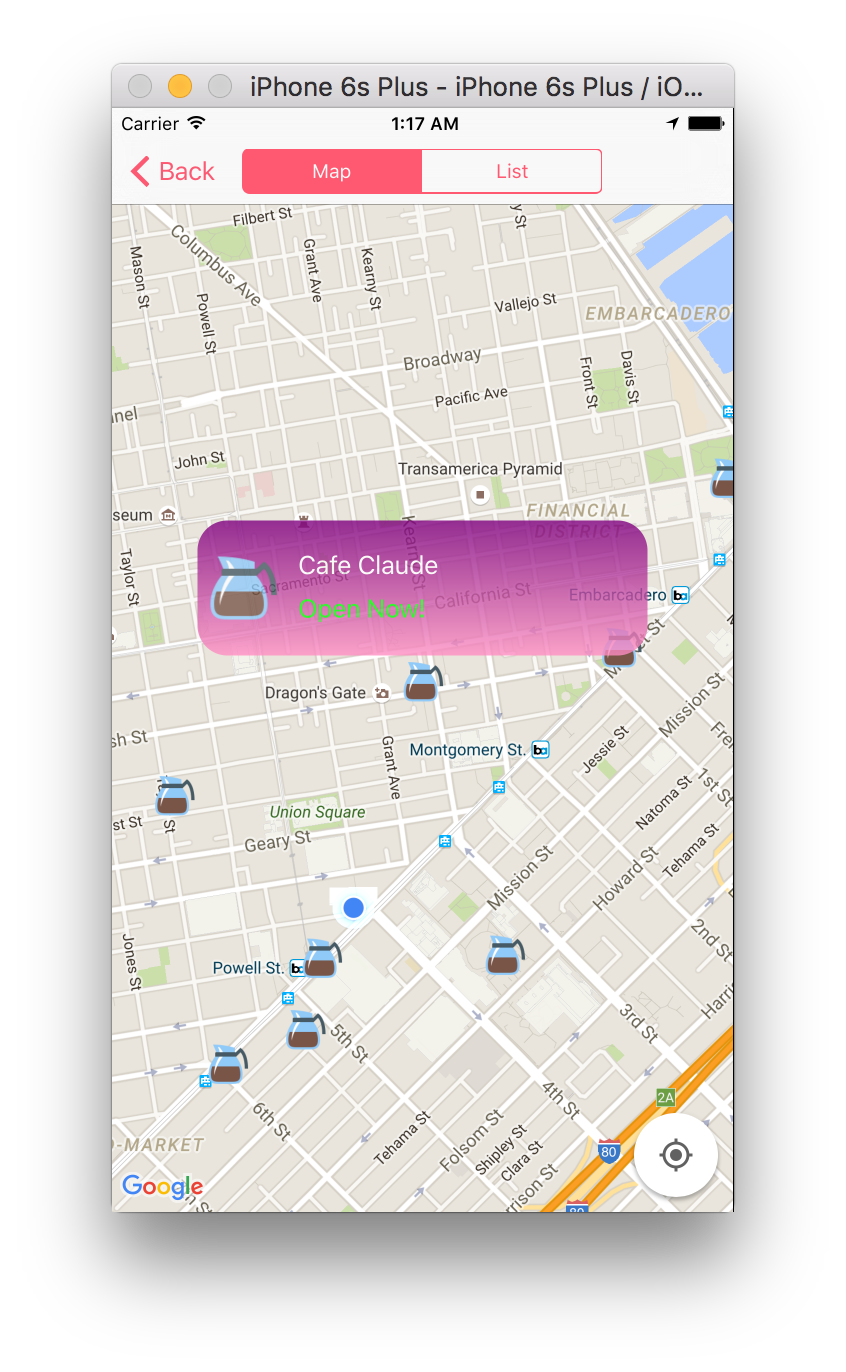 iPhone 6s Plus - iPhone 6s Plus / iO...
Carrier
1:17 AM
Back
Map
List
Filbert St
Columbus Ave
Mason St
Grant Ave
Kearny St
y St
Powell St
Vallejo St
EMBARCADERO
Broadway
Front St
Davis St
Pacific Ave
nel
John St
Transamerica Pyramid
seum
FINANCIAL
DISTRICT
Kearny St
Taylor St
Cafe Claude
Sacramento St
California St
Open Now!
Embarcadero
Market St
Dragon's Gate
Mission St
sh St
Grant Ave
Montgomery St.
Jessie St
Fre
1st St
Natoma St
st St
St
Union Square
Geary St
Tehama St
Howard St
Mission St
2nd St
Jones St
Powell St.
Harri
3rd St
5th St
4th St
2A
6th St
Tehama St
Folsom St
Shipley St
Clara St
80
O-MARKET
rrison St
Google
n St
80